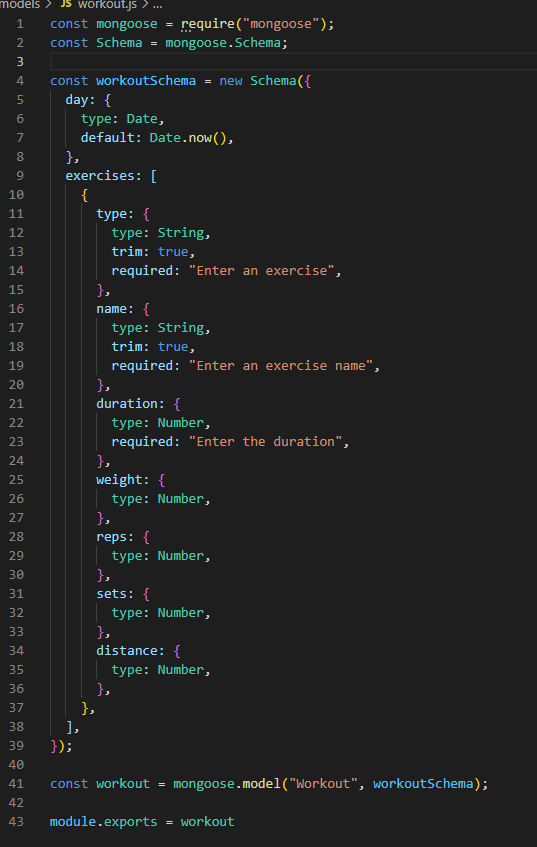 models > JS workout.js > ...
1 const mongoose = require("mongoose");
2 const Schema = mongoose.Schema;
3
4 const workoutSchema = new Schema({
5   day: {
6     type: Date,
7     default: Date.now(),
8   },
9   exercises: [
10     {
11       type: {
12         type: String,
13         trim: true,
14         required: "Enter an exercise",
15       },
16       name: {
17         type: String,
18         trim: true,
19         required: "Enter an exercise name",
20       },
21       duration: {
22         type: Number,
23         required: "Enter the duration",
24       },
25       weight: {
26         type: Number,
27       },
28       reps: {
29         type: Number,
30       },
31       sets: {
32         type: Number,
33       },
34       distance: {
35         type: Number,
36       },
37     },
38   ],
39 });
40
41 const workout = mongoose.model("Workout", workoutSchema);
42
43 module.exports = workout